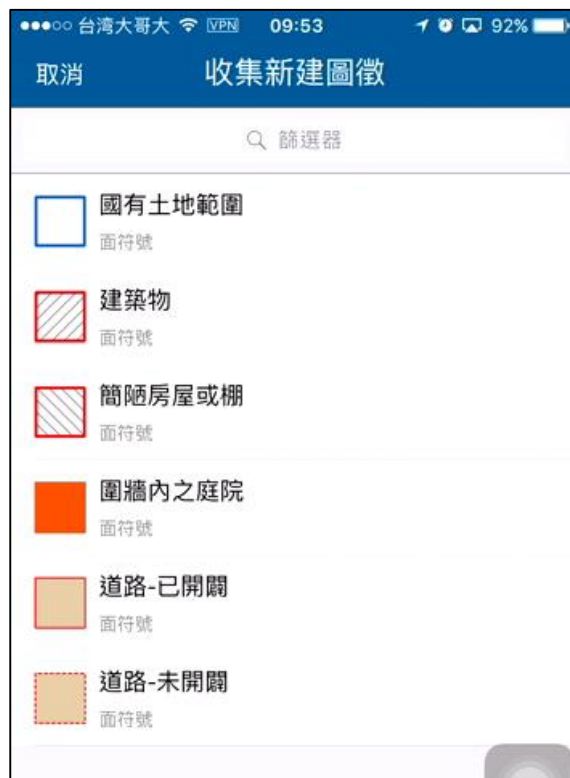 台湾大哥大 VPN 09:53 92%
取消 收集新建圖徵
篩選器
國有土地範圍
面符號
建築物
面符號
簡陋房屋或棚
面符號
圍牆內之庭院
面符號
道路-已開闢
面符號
道路-未開闢
面符號